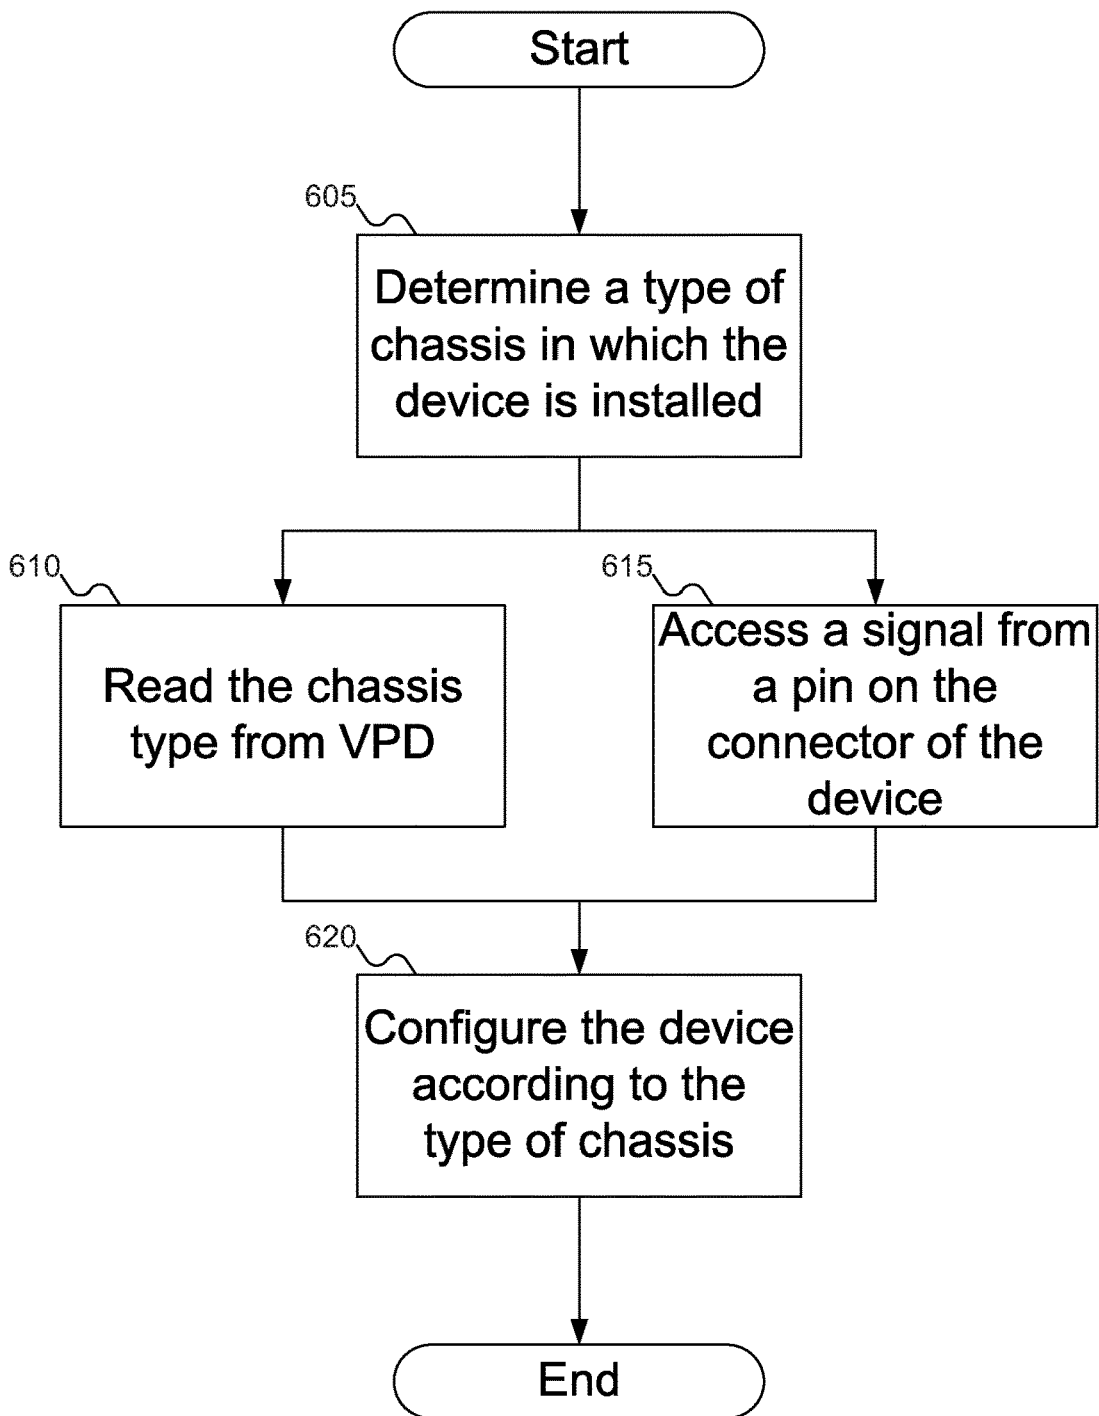 Start
605
Determine a type of
chassis in which the
device is installed
610
Read the chassis
type from VPD
615
Access a signal from
a pin on the
connector of the
device
620
Configure the device
according to the
type of chassis
End